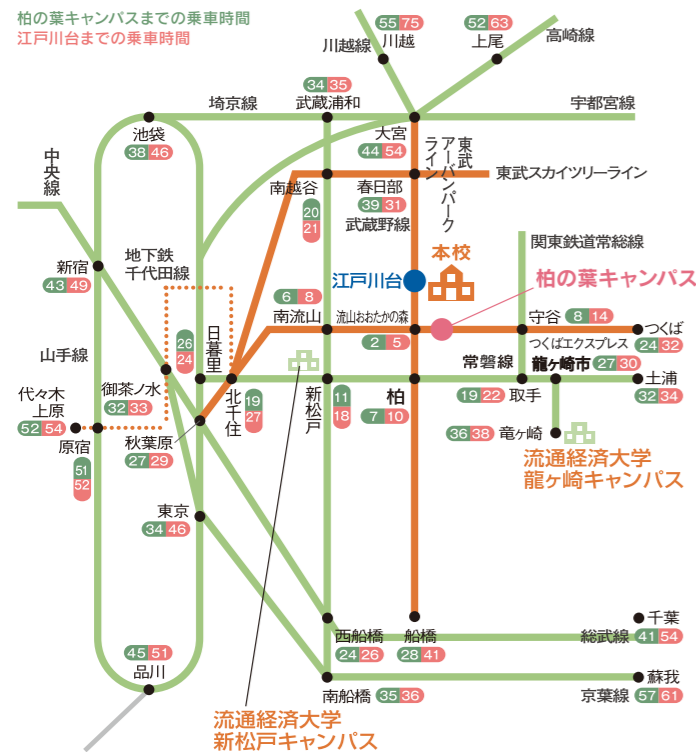 柏の葉キャンパスまでの乗車時間
江戸川台までの乗車時間
55 75
川越線
川越
52 63
上尾
高崎線
34 35
埼京線
武蔵浦和
宇都宮線
池袋
38 46
大宮
44 54
東武
アーバンパーク
ライン
中央線
南越谷
20
21
春日部
39 31
武蔵野線
東武スカイツリーライン
地下鉄
千代田線
新宿
43 49
本校
江戸川台
関東鉄道常総線
柏の葉キャンパス
6 8
南流山
流山おおたかの森
2 5
守谷
8 14
つくば
24 32
つくばエクスプレス
山手線
26
24
日暮里
常磐線
龍ヶ崎市
27 30
代々木
上原
52 54
御茶ノ水
32 33
北千住
19
27
新松戸
11
18
柏
7 10
19 22
取手
土浦
32 34
原宿
51
52
秋葉原
27 29
36 38
竜ヶ崎
流通経済大学
龍ヶ崎キャンパス
東京
34 46
西船橋
24 26
船橋
28 41
千葉
総武線
41 54
45 51
品川
南船橋
35 36
蘇我
京葉線
57 61
流通経済大学
新松戸キャンパス